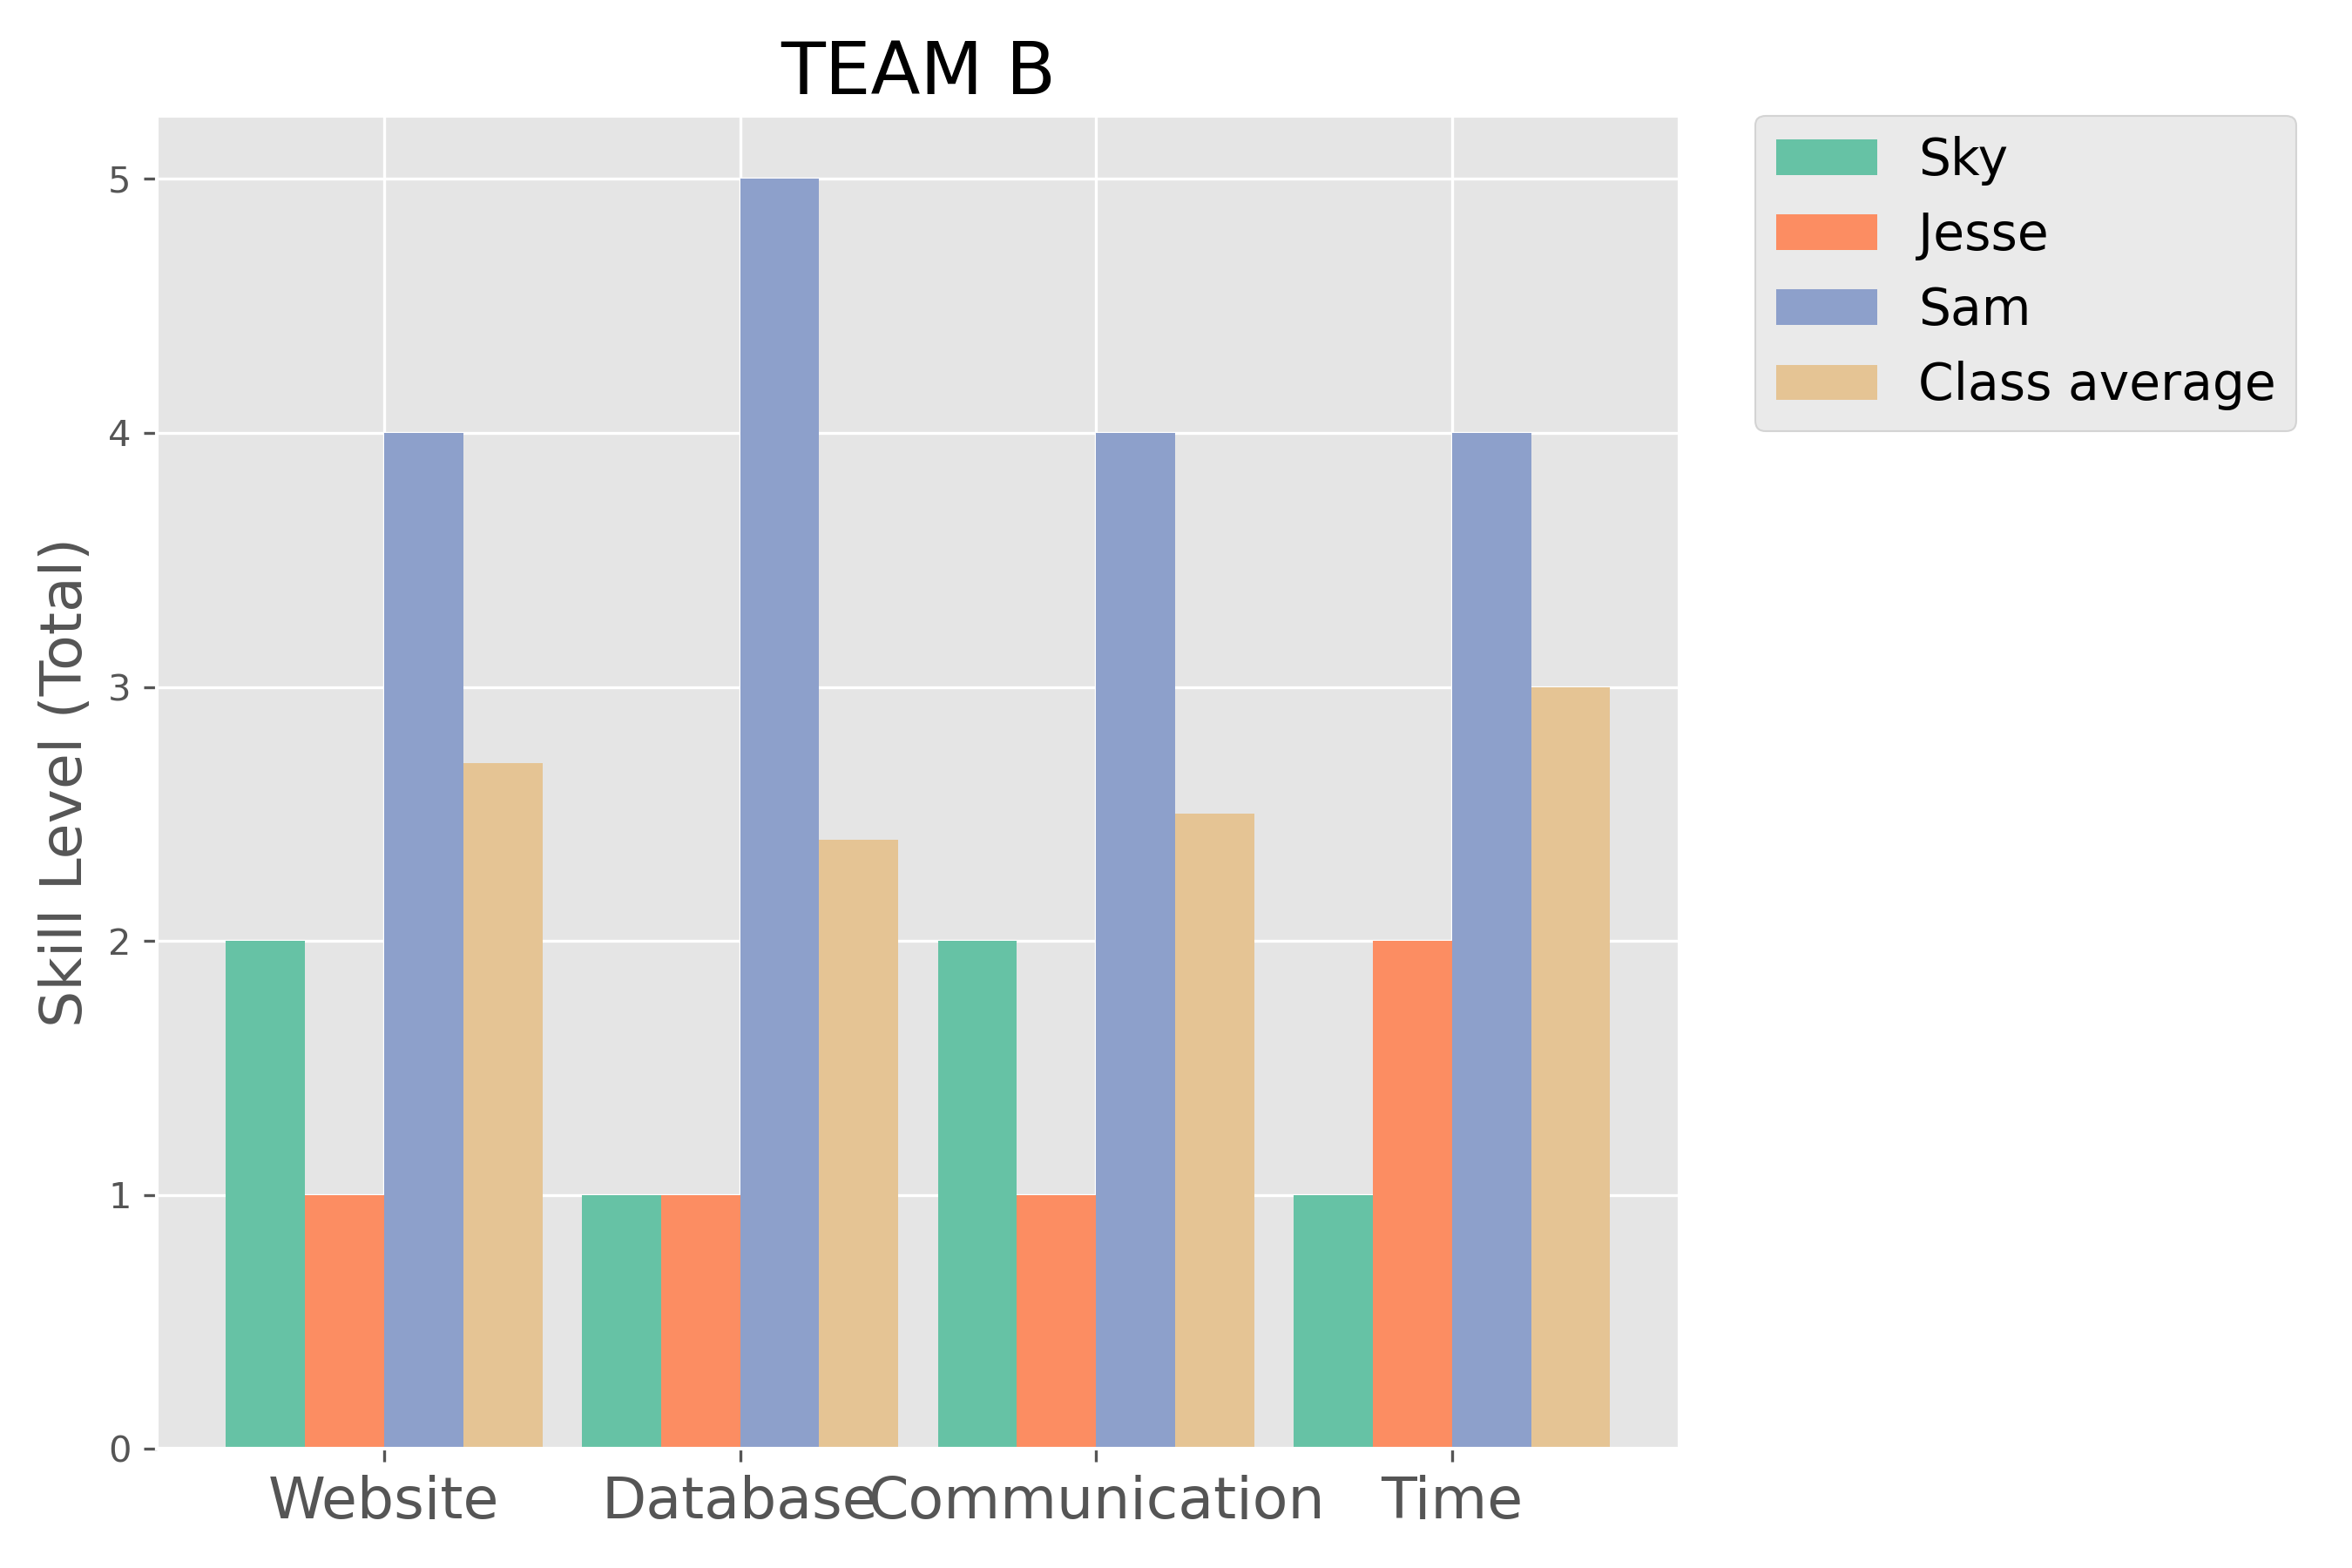 TEAM B
Skill Level (Total)
5
4
3
2
1
0
Website
Database
Communication
Time
Sky
Jesse
Sam
Class average